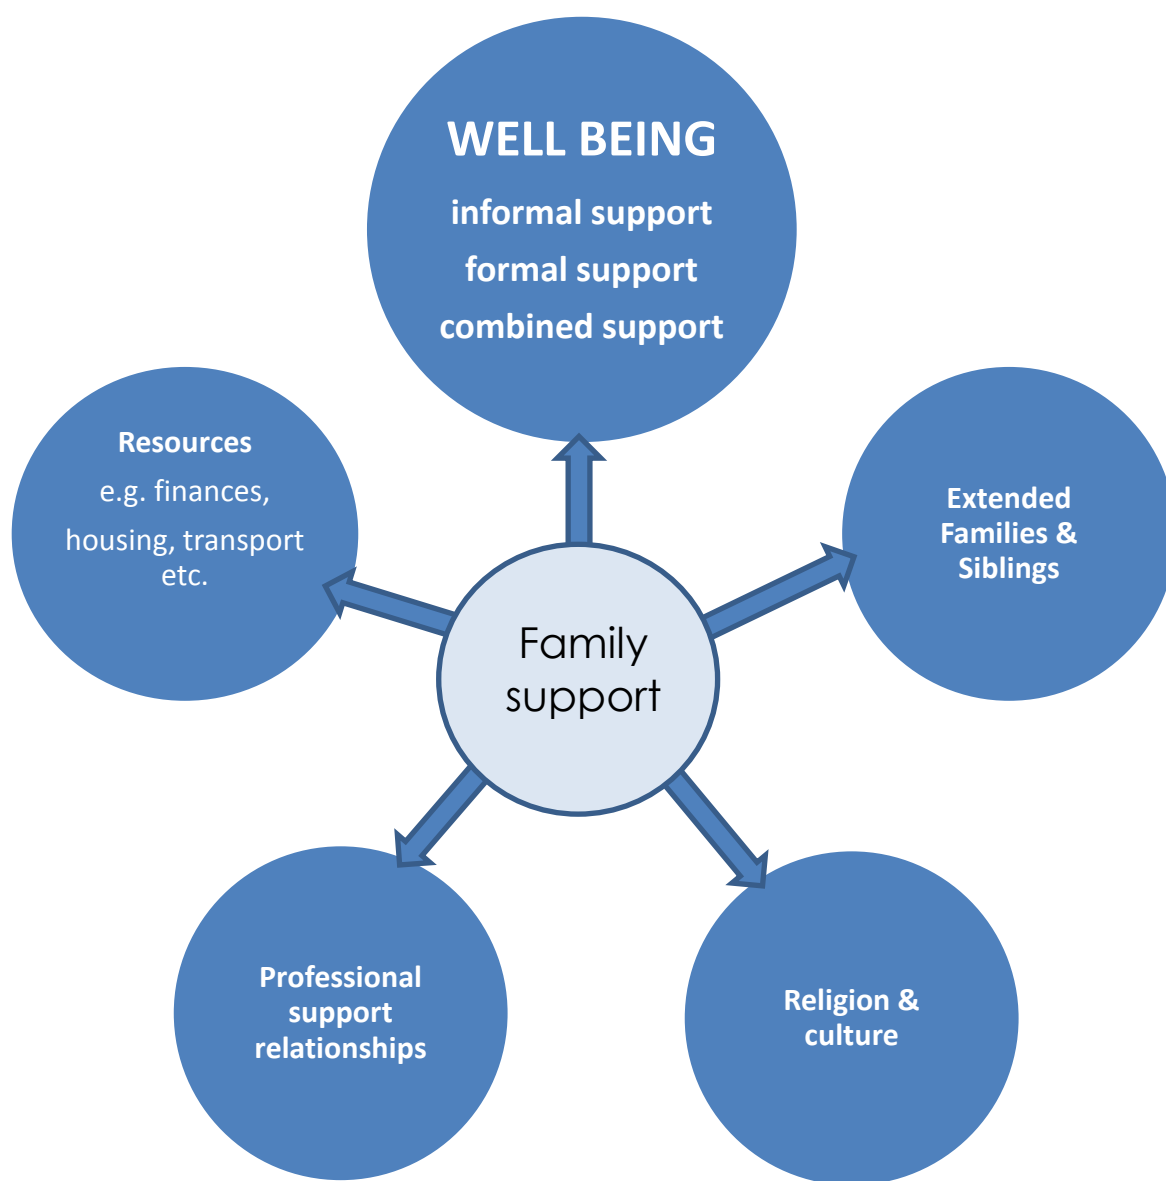 WELL BEING
informal support
formal support
combined support
Resources
e.g. finances,
housing, transport
etc.
Extended
Families &
Siblings
Family
support
Professional
support
relationships
Religion &
culture